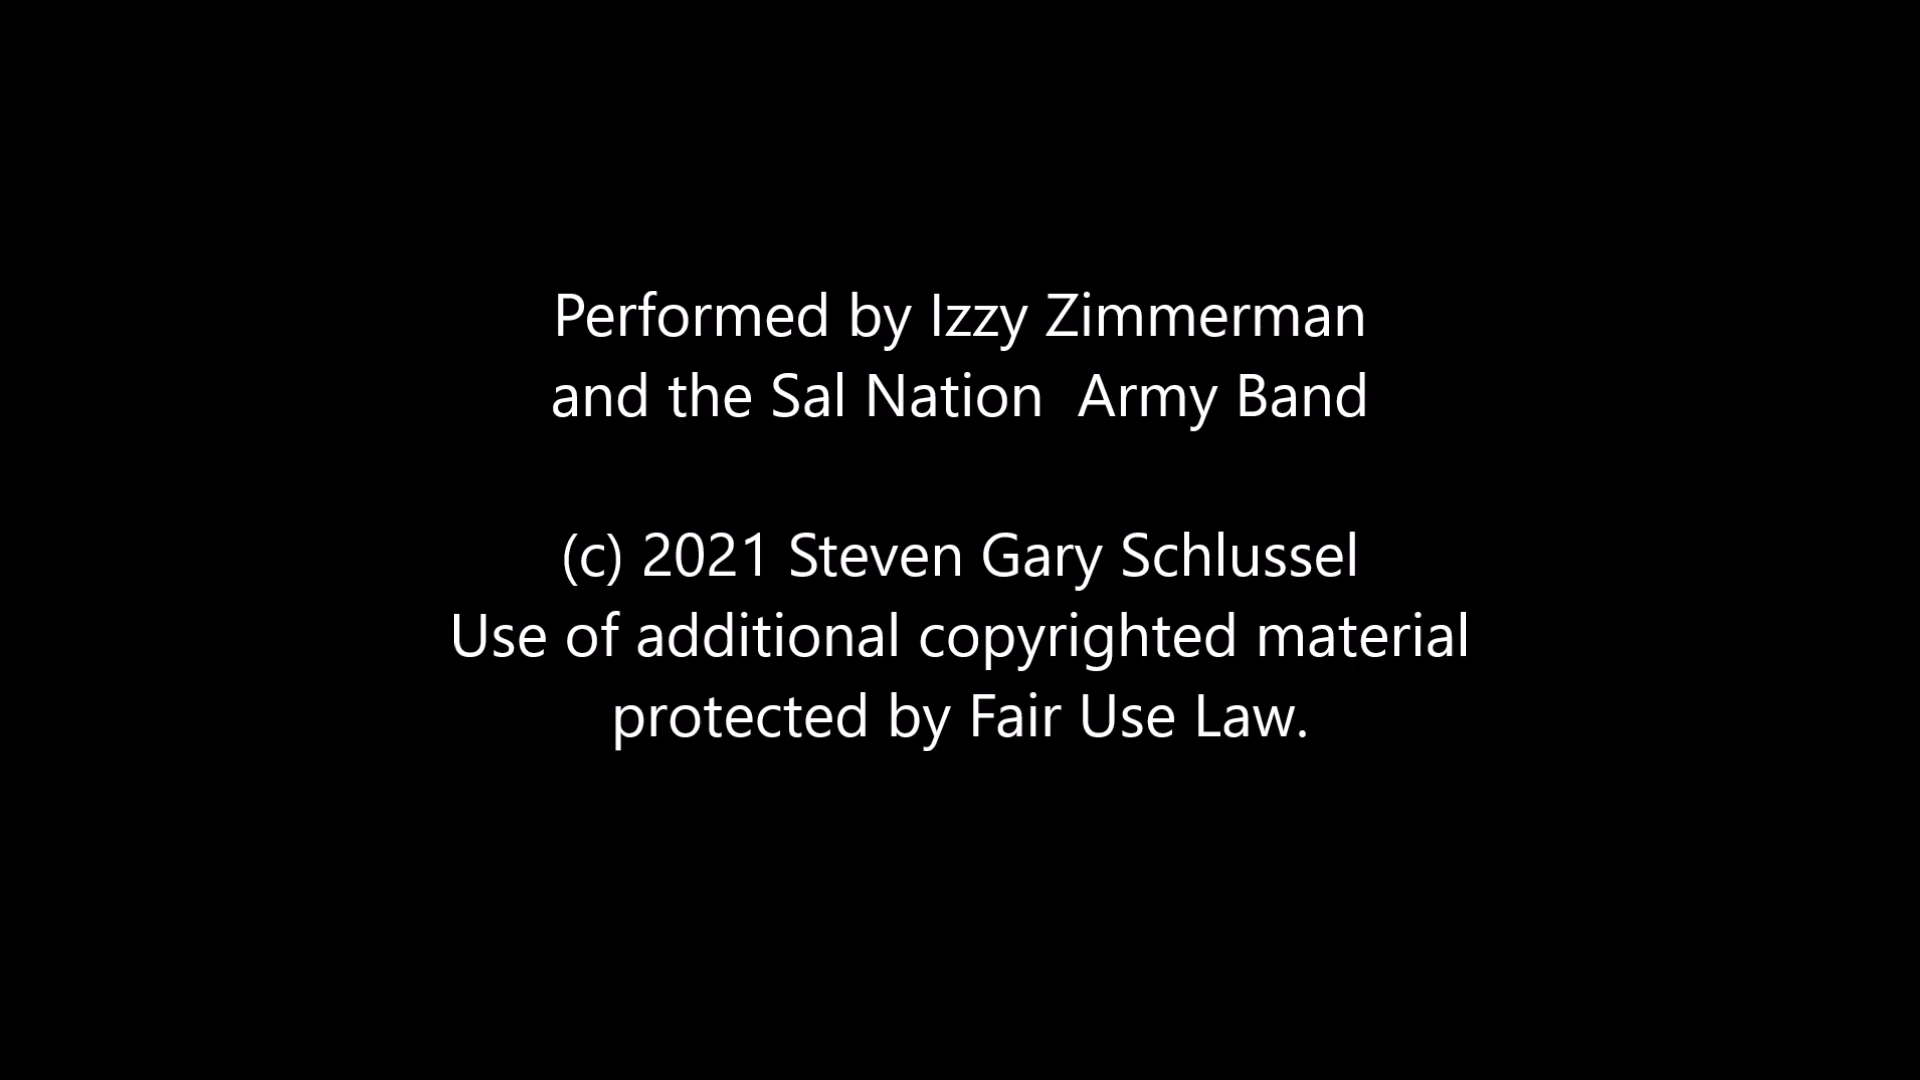 Performed by Izzy Zimmerman
and the Sal Nation  Army Band
(c) 2021 Steven Gary Schlussel
Use of additional copyrighted material
protected by Fair Use Law.